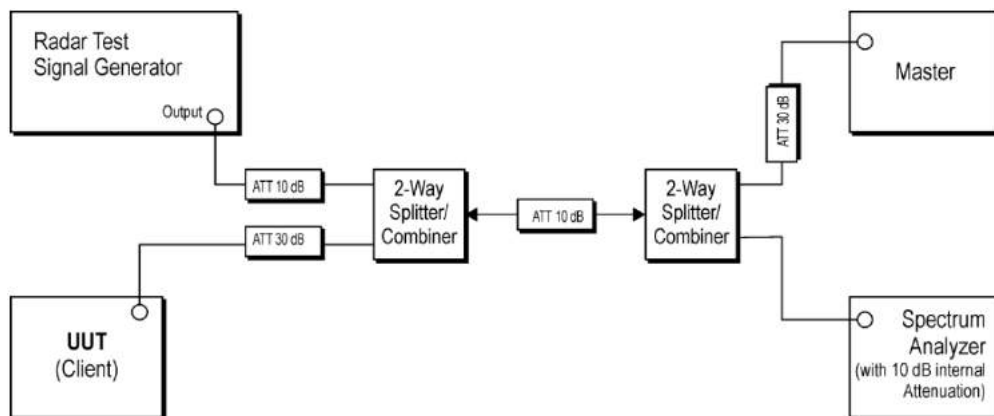 Radar Test
Signal Generator
Output
ATT 10 dB
ATT 30 dB
2-Way
Splitter/
Combiner
ATT 10 dB
2-Way
Splitter/
Combiner
ATT 30 dB
Master
UUT
(Client)
Spectrum
Analyzer
(with 10 dB internal
Attenuation)